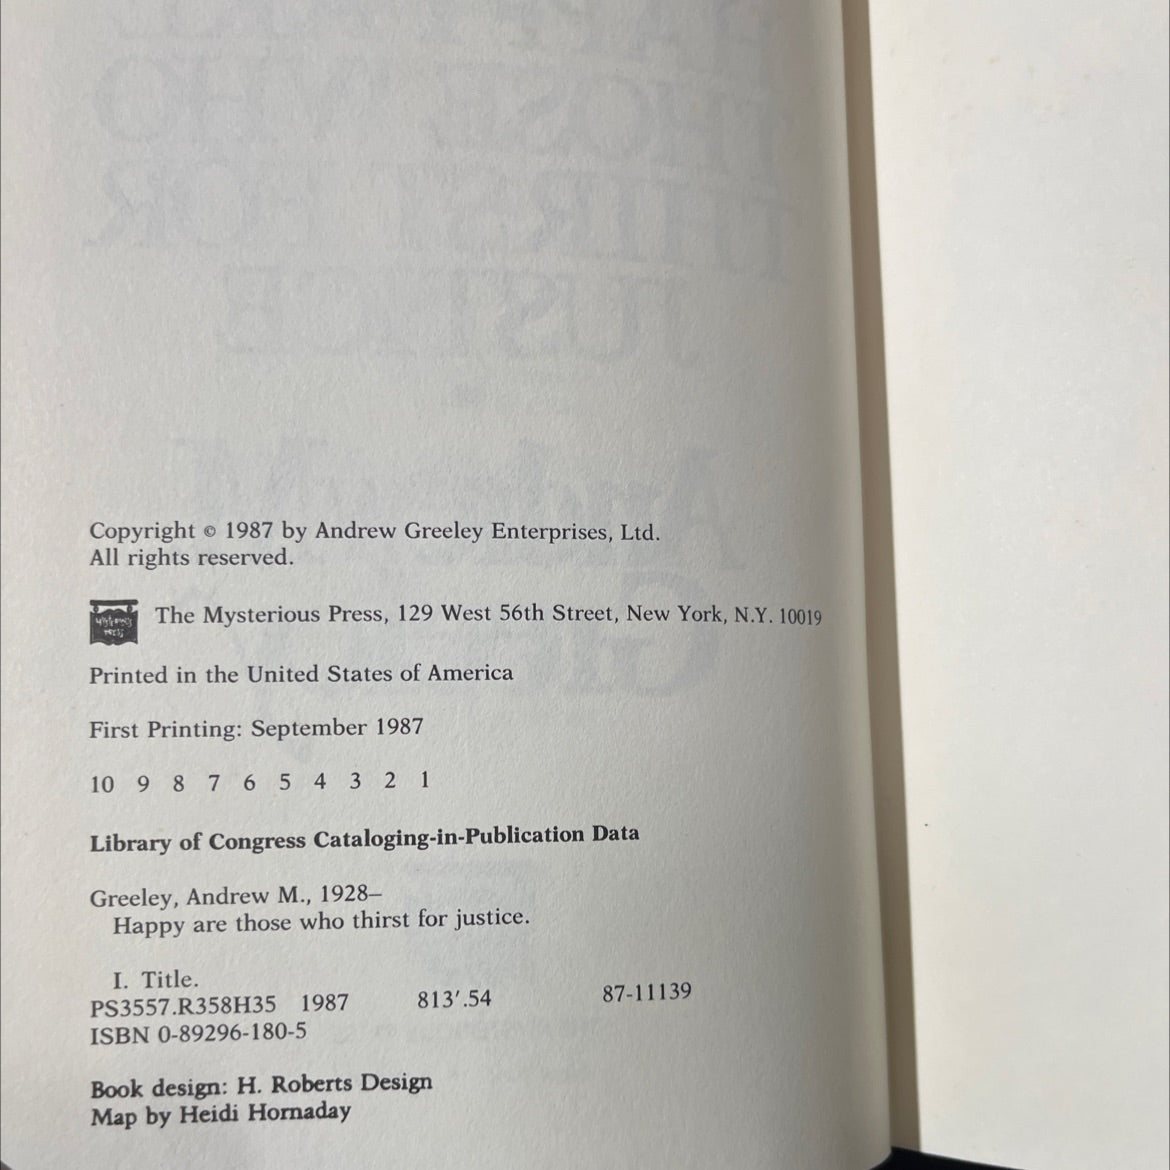 Copyright © 1987 by Andrew Greeley Enterprises, Ltd.
All rights reserved.
The Mysterious Press, 129 West 56th Street, New York, N.Y. 10019
Printed in the United States of America
First Printing: September 1987
10 9 8 7 6 5 4 3 2 1
Library of Congress Cataloging-in-Publication Data
Greeley, Andrew M., 1928–
Happy are those who thirst for justice.
I. Title.
PS3557.R358H35 1987 813′.54 87-11139
ISBN 0-89296-180-5
Book design: H. Roberts Design
Map by Heidi Hornaday